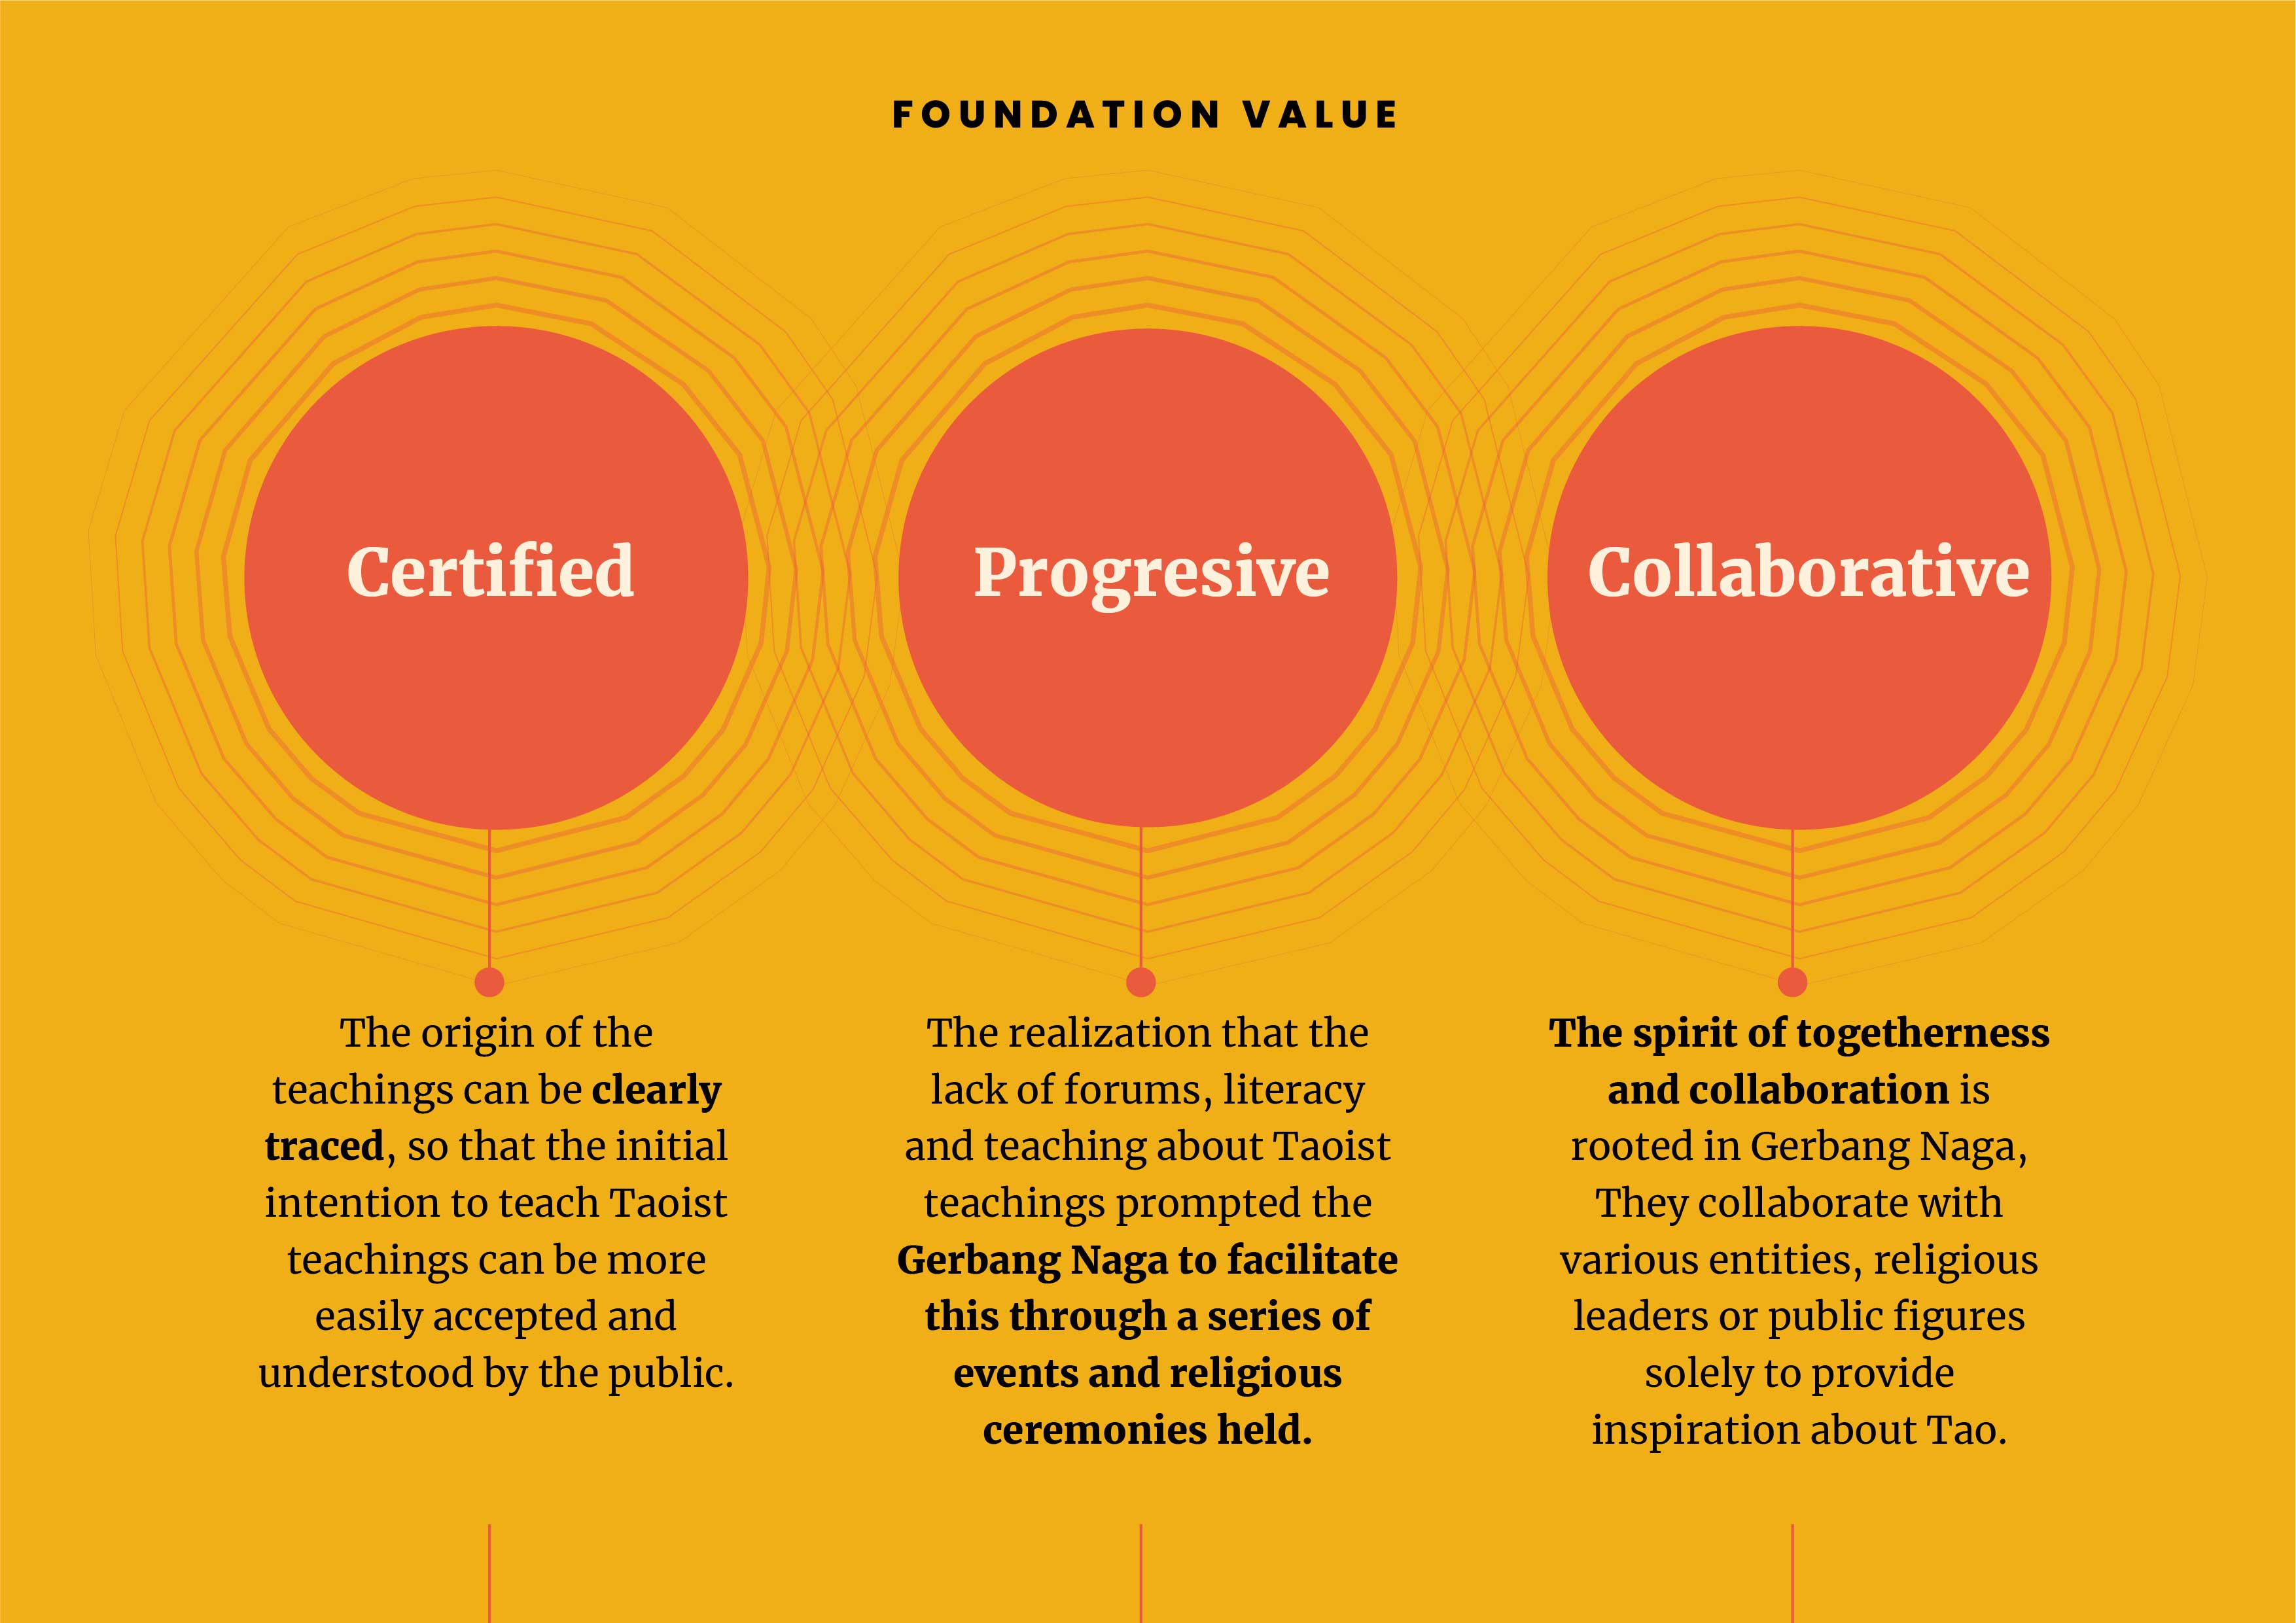 FOUNDATION VALUE
Certified
Progresive
Collaborative
The origin of the
teachings can be clearly
traced, so that the initial
intention to teach Taoist
teachings can be more
easily accepted and
understood by the public.
The realization that the
lack of forums, literacy
and teaching about Taoist
teachings prompted the
Gerbang Naga to facilitate
this through a series of
events and religious
ceremonies held.
The spirit of togetherness
and collaboration is
rooted in Gerbang Naga,
They collaborate with
various entities, religious
leaders or public figures
solely to provide
inspiration about Tao.